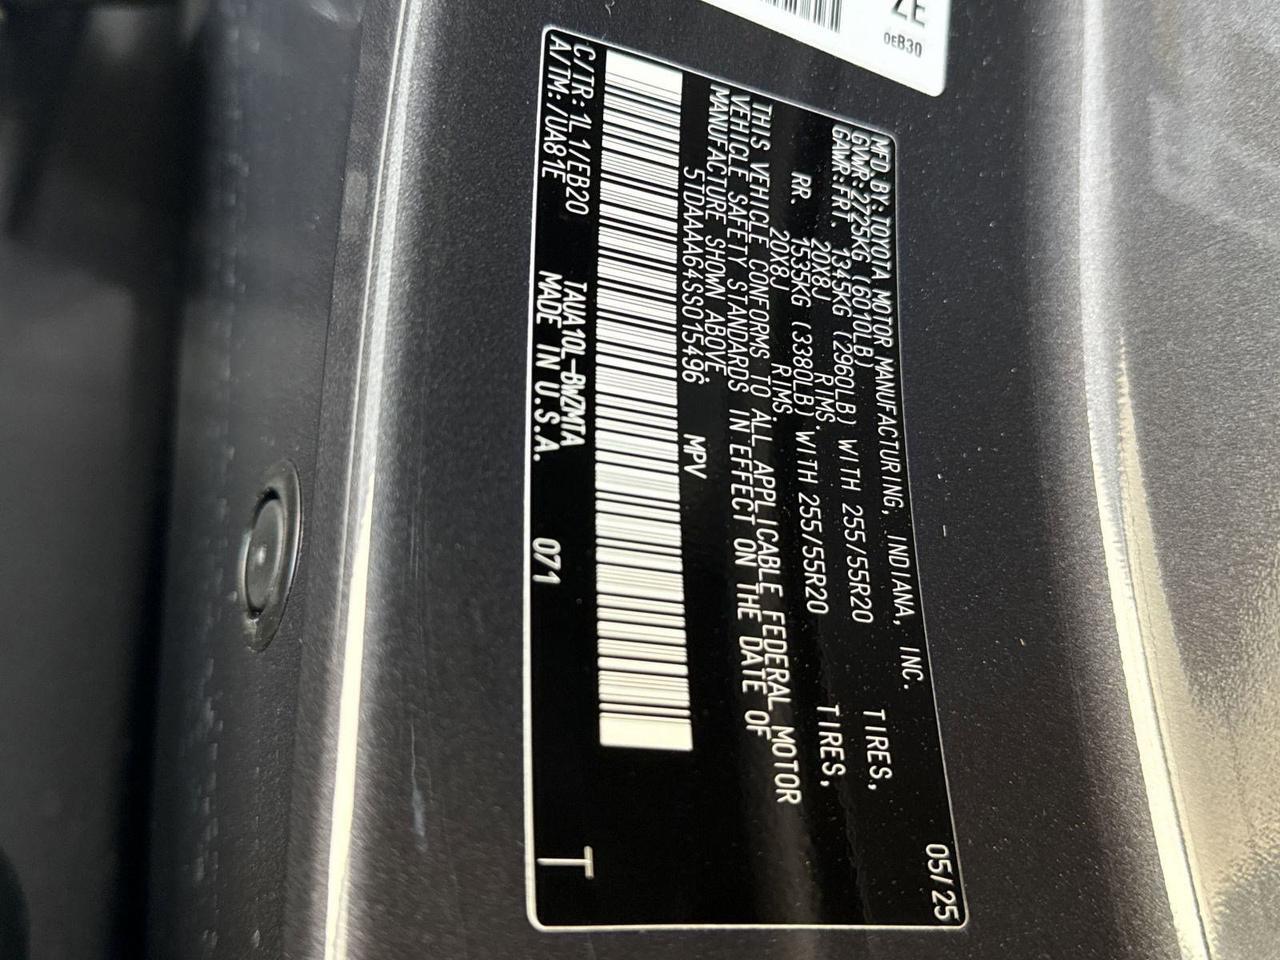 ZE
0EB30
MFD.BY:TOYOTA MOTOR MANUFACTURING, INDIANA, INC. 05/25
GVWR:2725KG (6010LB)
GAWR:FRT. 1345KG (2960LB) WITH 255/55R20 TIRES,
20X8J RIMS.
RR. 1535KG (3380LB) WITH 255/55R20 TIRES,
20X8J RIMS.
THIS VEHICLE CONFORMS TO ALL APPLICABLE FEDERAL MOTOR
VEHICLE SAFETY STANDARDS IN EFFECT ON THE DATE OF
MANUFACTURE SHOWN ABOVE.
5TDAAAA64SS015496 MPV
C/TR:1L1/EB20 TAUA10L-BWZMTA T
A/TM:/UA81E MADE IN U.S.A. 071